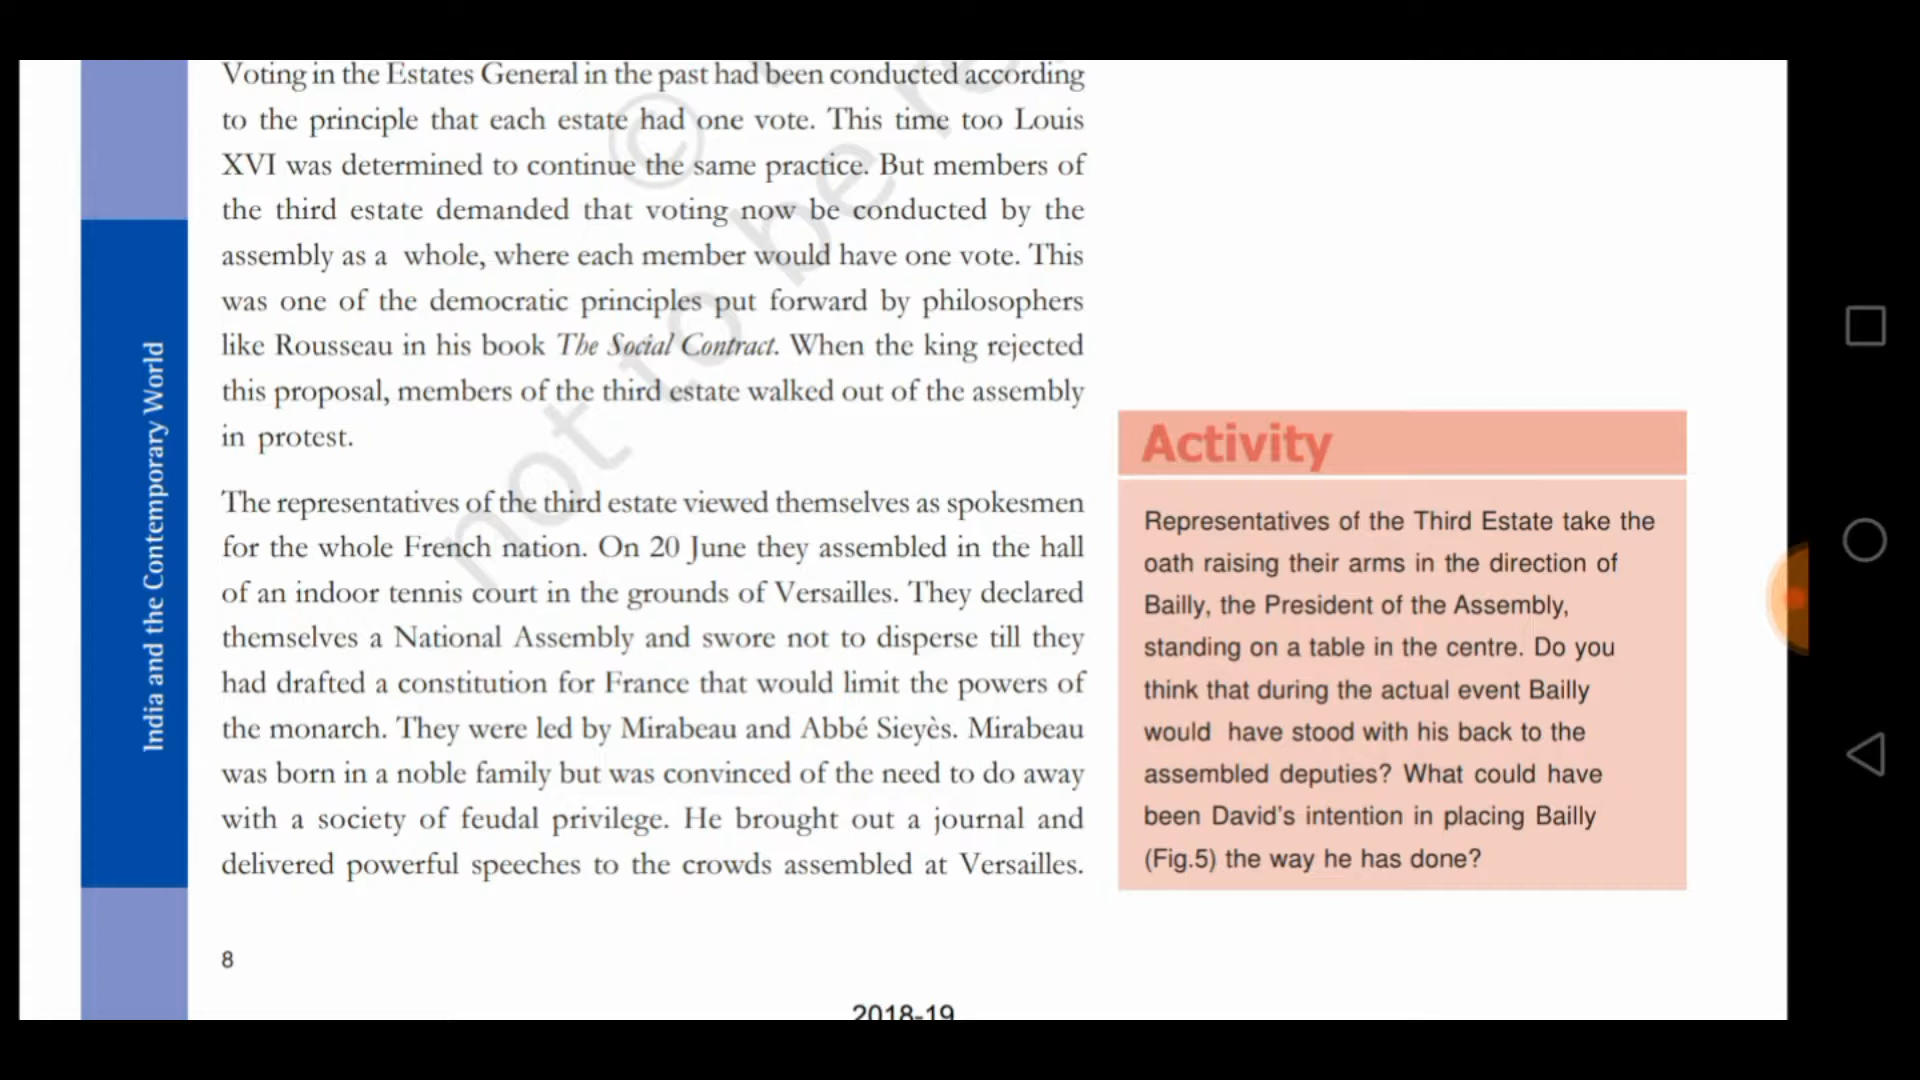 Voting in the Estates General in the past had been conducted according
to the principle that each estate had one vote. This time too Louis
XVI was determined to continue the same practice. But members of
the third estate demanded that voting now be conducted by the
assembly as a whole, where each member would have one vote. This
was one of the democratic principles put forward by philosophers
like Rousseau in his book The Social Contract. When the king rejected
this proposal, members of the third estate walked out of the assembly
in protest.
The representatives of the third estate viewed themselves as spokesmen
for the whole French nation. On 20 June they assembled in the hall
of an indoor tennis court in the grounds of Versailles. They declared
themselves a National Assembly and swore not to disperse till they
had drafted a constitution for France that would limit the powers of
the monarch. They were led by Mirabeau and Abbé Sieyès. Mirabeau
was born in a noble family but was convinced of the need to do away
with a society of feudal privilege. He brought out a journal and
delivered powerful speeches to the crowds assembled at Versailles.
Activity
Representatives of the Third Estate take the
oath raising their arms in the direction of
Bailly, the President of the Assembly,
standing on a table in the centre. Do you
think that during the actual event Bailly
would have stood with his back to the
assembled deputies? What could have
been David's intention in placing Bailly
(Fig.5) the way he has done?
India and the Contemporary World
8
2018-19
©
not to be re